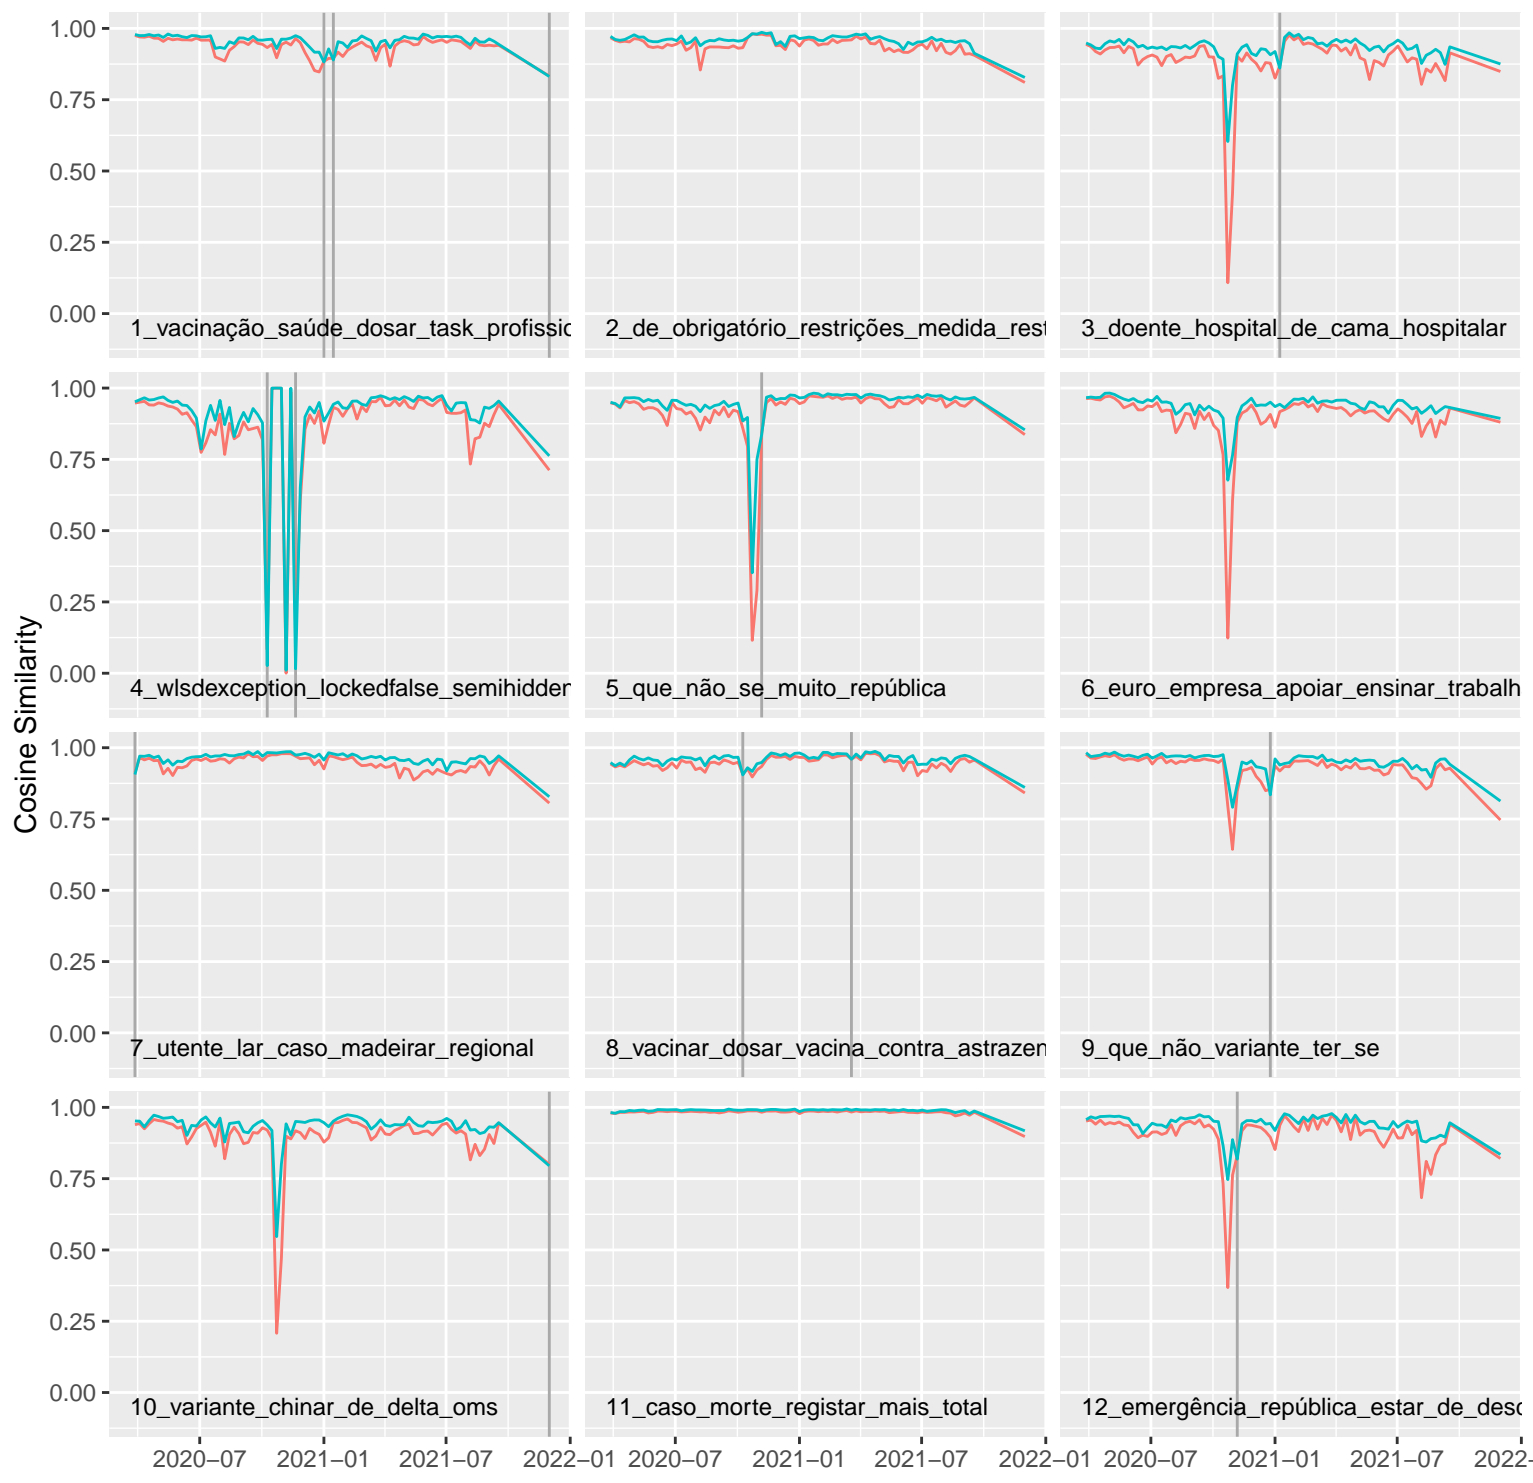 Cosine Similarity
1.00
0.75
0.50
0.25
0.00
1_vacinação_saúde_dosar_task_profissic
2_de_obrigatório_restrições_medida_rest
3_doente_hospital_de_cama_hospitalar
1.00
0.75
0.50
0.25
0.00
4_wlsdexception_lockedfalse_semihidden
5_que_não_se_muito_república
6_euro_empresa_apoiar_ensinar_trabalh
1.00
0.75
0.50
0.25
0.00
7_utente_lar_caso_madeirar_regional
8_vacinar_dosar_vacina_contra_astrazen
9_que_não_variante_ter_se
1.00
0.75
0.50
0.25
0.00
10_variante_chinar_de_delta_oms
11_caso_morte_registar_mais_total
12_emergência_república_estar_de_desc
2020−07 2021−01 2021−07 2022−01 2020−07 2021−01 2021−07 2022−01 2020−07 2021−01 2021−07 2022−